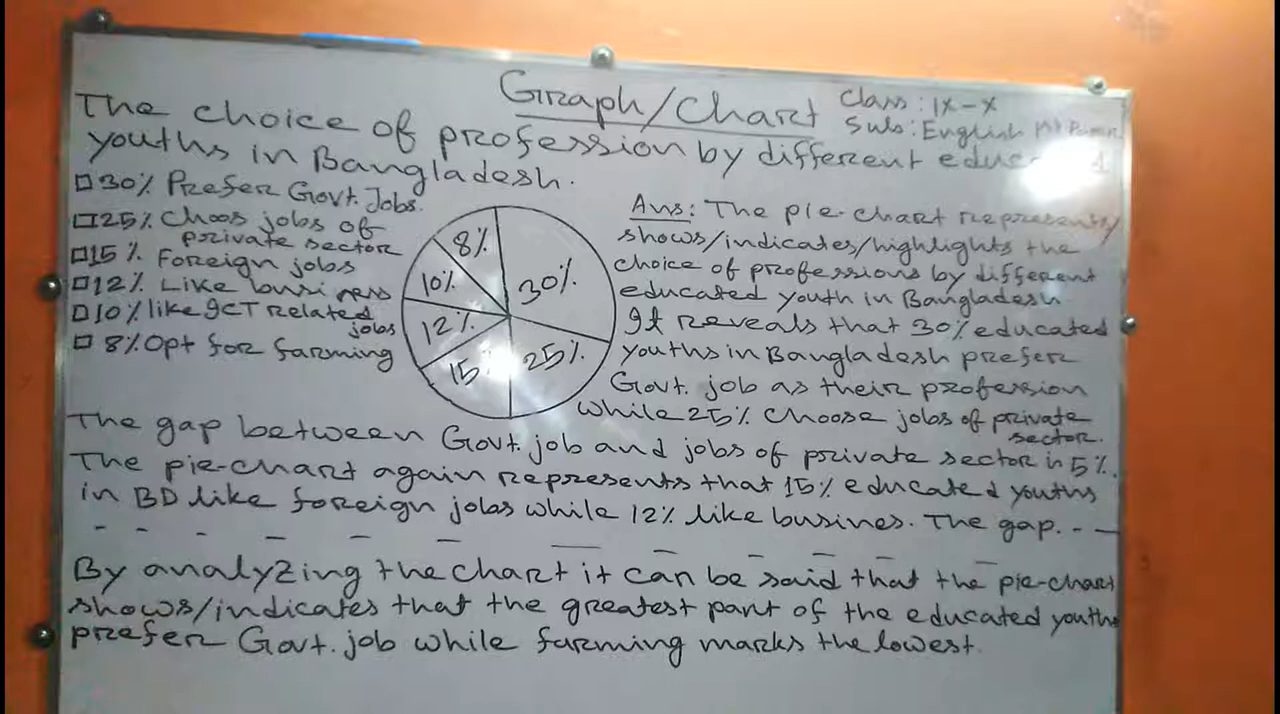 Graph/Chart
Class : IX-X
Sub : English 1st Paper
The choice of profession by different educated
youths in Bangladesh.
30% Prefer Govt. Jobs.
25% Choos jobs of
private sector
15% Foreign jobs
12% Like business
10% like ICT Related
jobs
8% Opt for farming
8%
30%
10%
12%
15
25%
Ans: The pie-chart represents/
shows/indicates/highlights the
choice of professions by different
educated youth in Bangladesh.
It reveals that 30% educated
youths in Bangladesh prefer
Govt. job as their profession
while 25% choose jobs of private
sector.
The gap between Govt. job and jobs of private sector is 5%.
The pie-chart again represents that 15% educated youths
in BD like foreign jobs while 12% like busines. The gap. - —
By analyzing the chart it can be said that the pie-chart
shows/indicates that the greatest part of the educated youths
prefer Govt. job while farming marks the lowest.